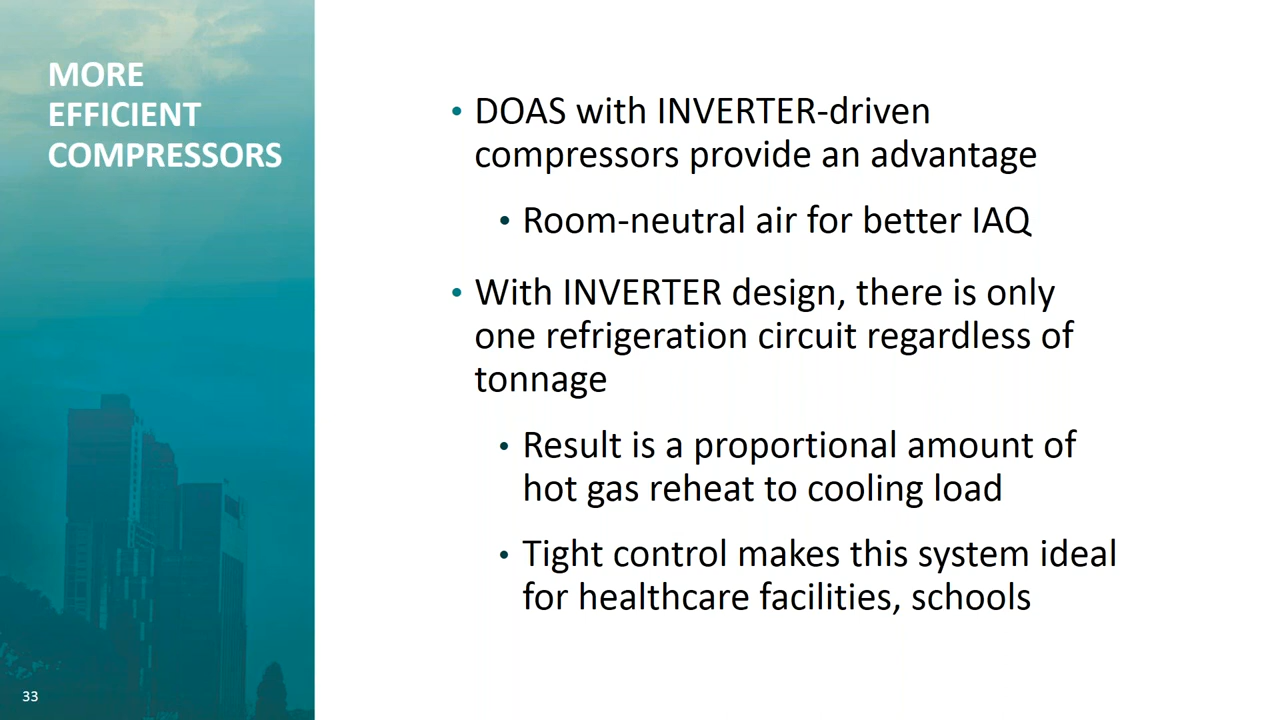 MORE
EFFICIENT
COMPRESSORS
• DOAS with INVERTER-driven
compressors provide an advantage
• Room-neutral air for better IAQ
• With INVERTER design, there is only
one refrigeration circuit regardless of
tonnage
• Result is a proportional amount of
hot gas reheat to cooling load
• Tight control makes this system ideal
for healthcare facilities, schools
33